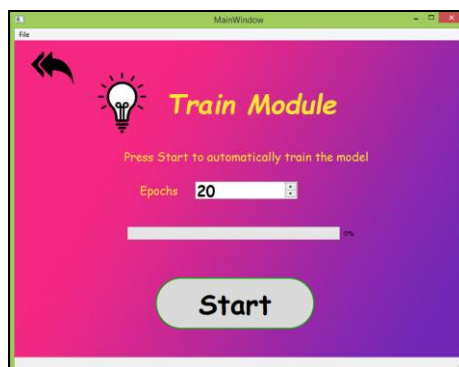 MainWindow
File
Train Module
Press Start to automatically train the model
Epochs 20
0%
Start